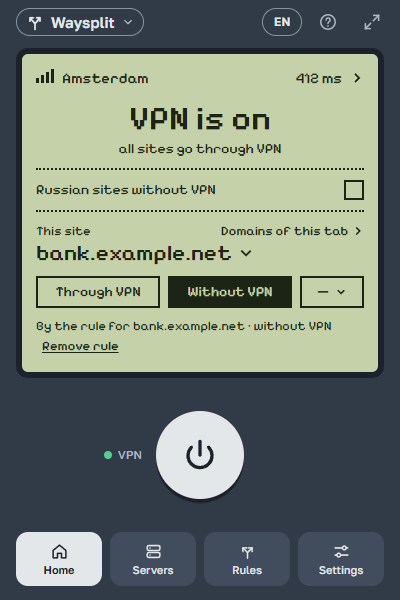 Waysplit
EN
Amsterdam
412 ms
VPN is on
all sites go through VPN
Russian sites without VPN
This site
Domains of this tab
bank.example.net
Through VPN
Without VPN
—
By the rule for bank.example.net · without VPN
Remove rule
VPN
Home
Servers
Rules
Settings